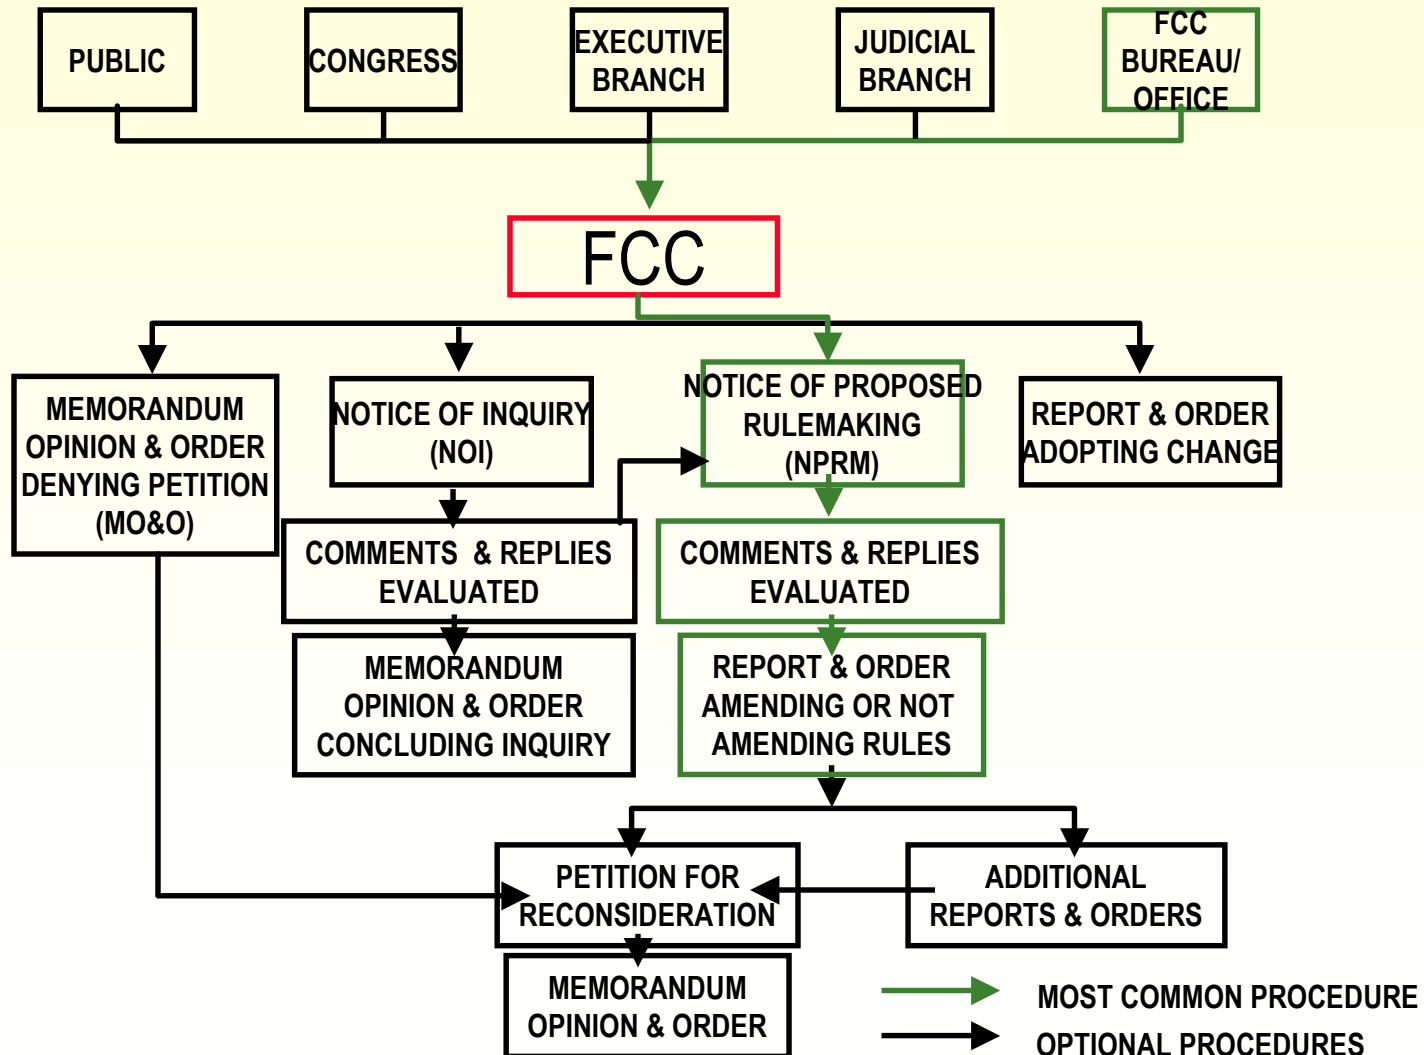 PUBLIC
CONGRESS
EXECUTIVE
BRANCH
JUDICIAL
BRANCH
FCC
BUREAU/
OFFICE
FCC
MEMORANDUM
OPINION & ORDER
DENYING PETITION
(MO&O)
NOTICE OF INQUIRY
(NOI)
NOTICE OF PROPOSED
RULEMAKING
(NPRM)
REPORT & ORDER
ADOPTING CHANGE
COMMENTS & REPLIES
EVALUATED
COMMENTS & REPLIES
EVALUATED
MEMORANDUM
OPINION & ORDER
CONCLUDING INQUIRY
REPORT & ORDER
AMENDING OR NOT
AMENDING RULES
PETITION FOR
RECONSIDERATION
ADDITIONAL
REPORTS & ORDERS
MEMORANDUM
OPINION & ORDER
MOST COMMON PROCEDURE
OPTIONAL PROCEDURES